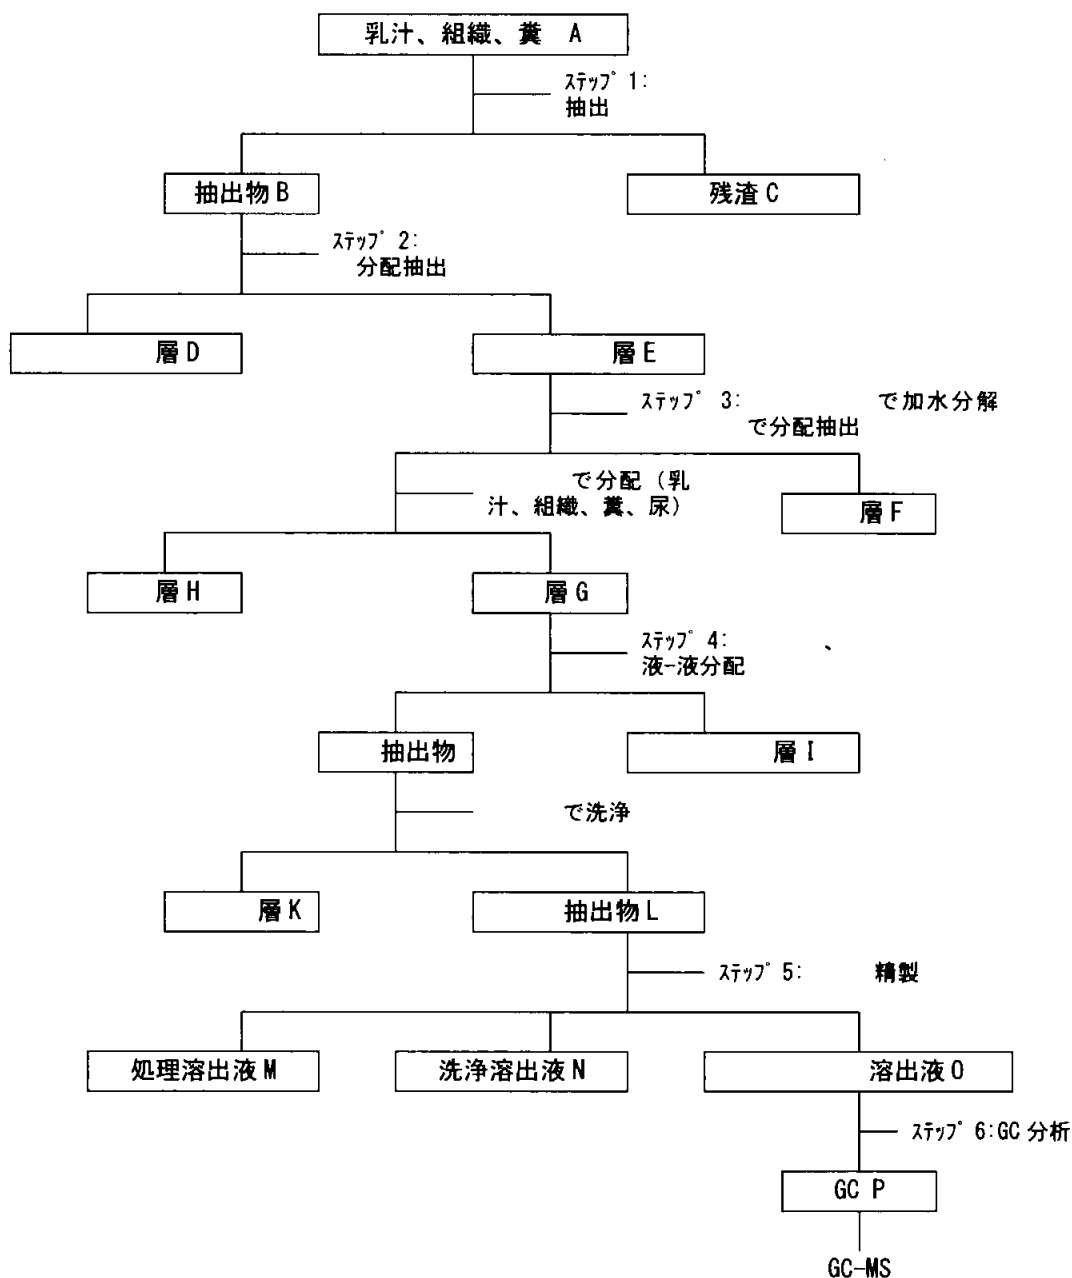 乳汁、組織、糞 A
ステップ 1:
抽出
抽出物 B
残渣 C
ステップ 2:
分配抽出
層 D
層 E
ステップ 3: で加水分解
で分配抽出
で分配（乳
汁、組織、糞、尿）
層 F
層 H
層 G
ステップ 4:
液-液分配
抽出物
層 I
で洗浄
層 K
抽出物 L
ステップ 5: 精製
処理溶出液 M
洗浄溶出液 N
溶出液 O
ステップ 6:GC 分析
GC P
GC-MS